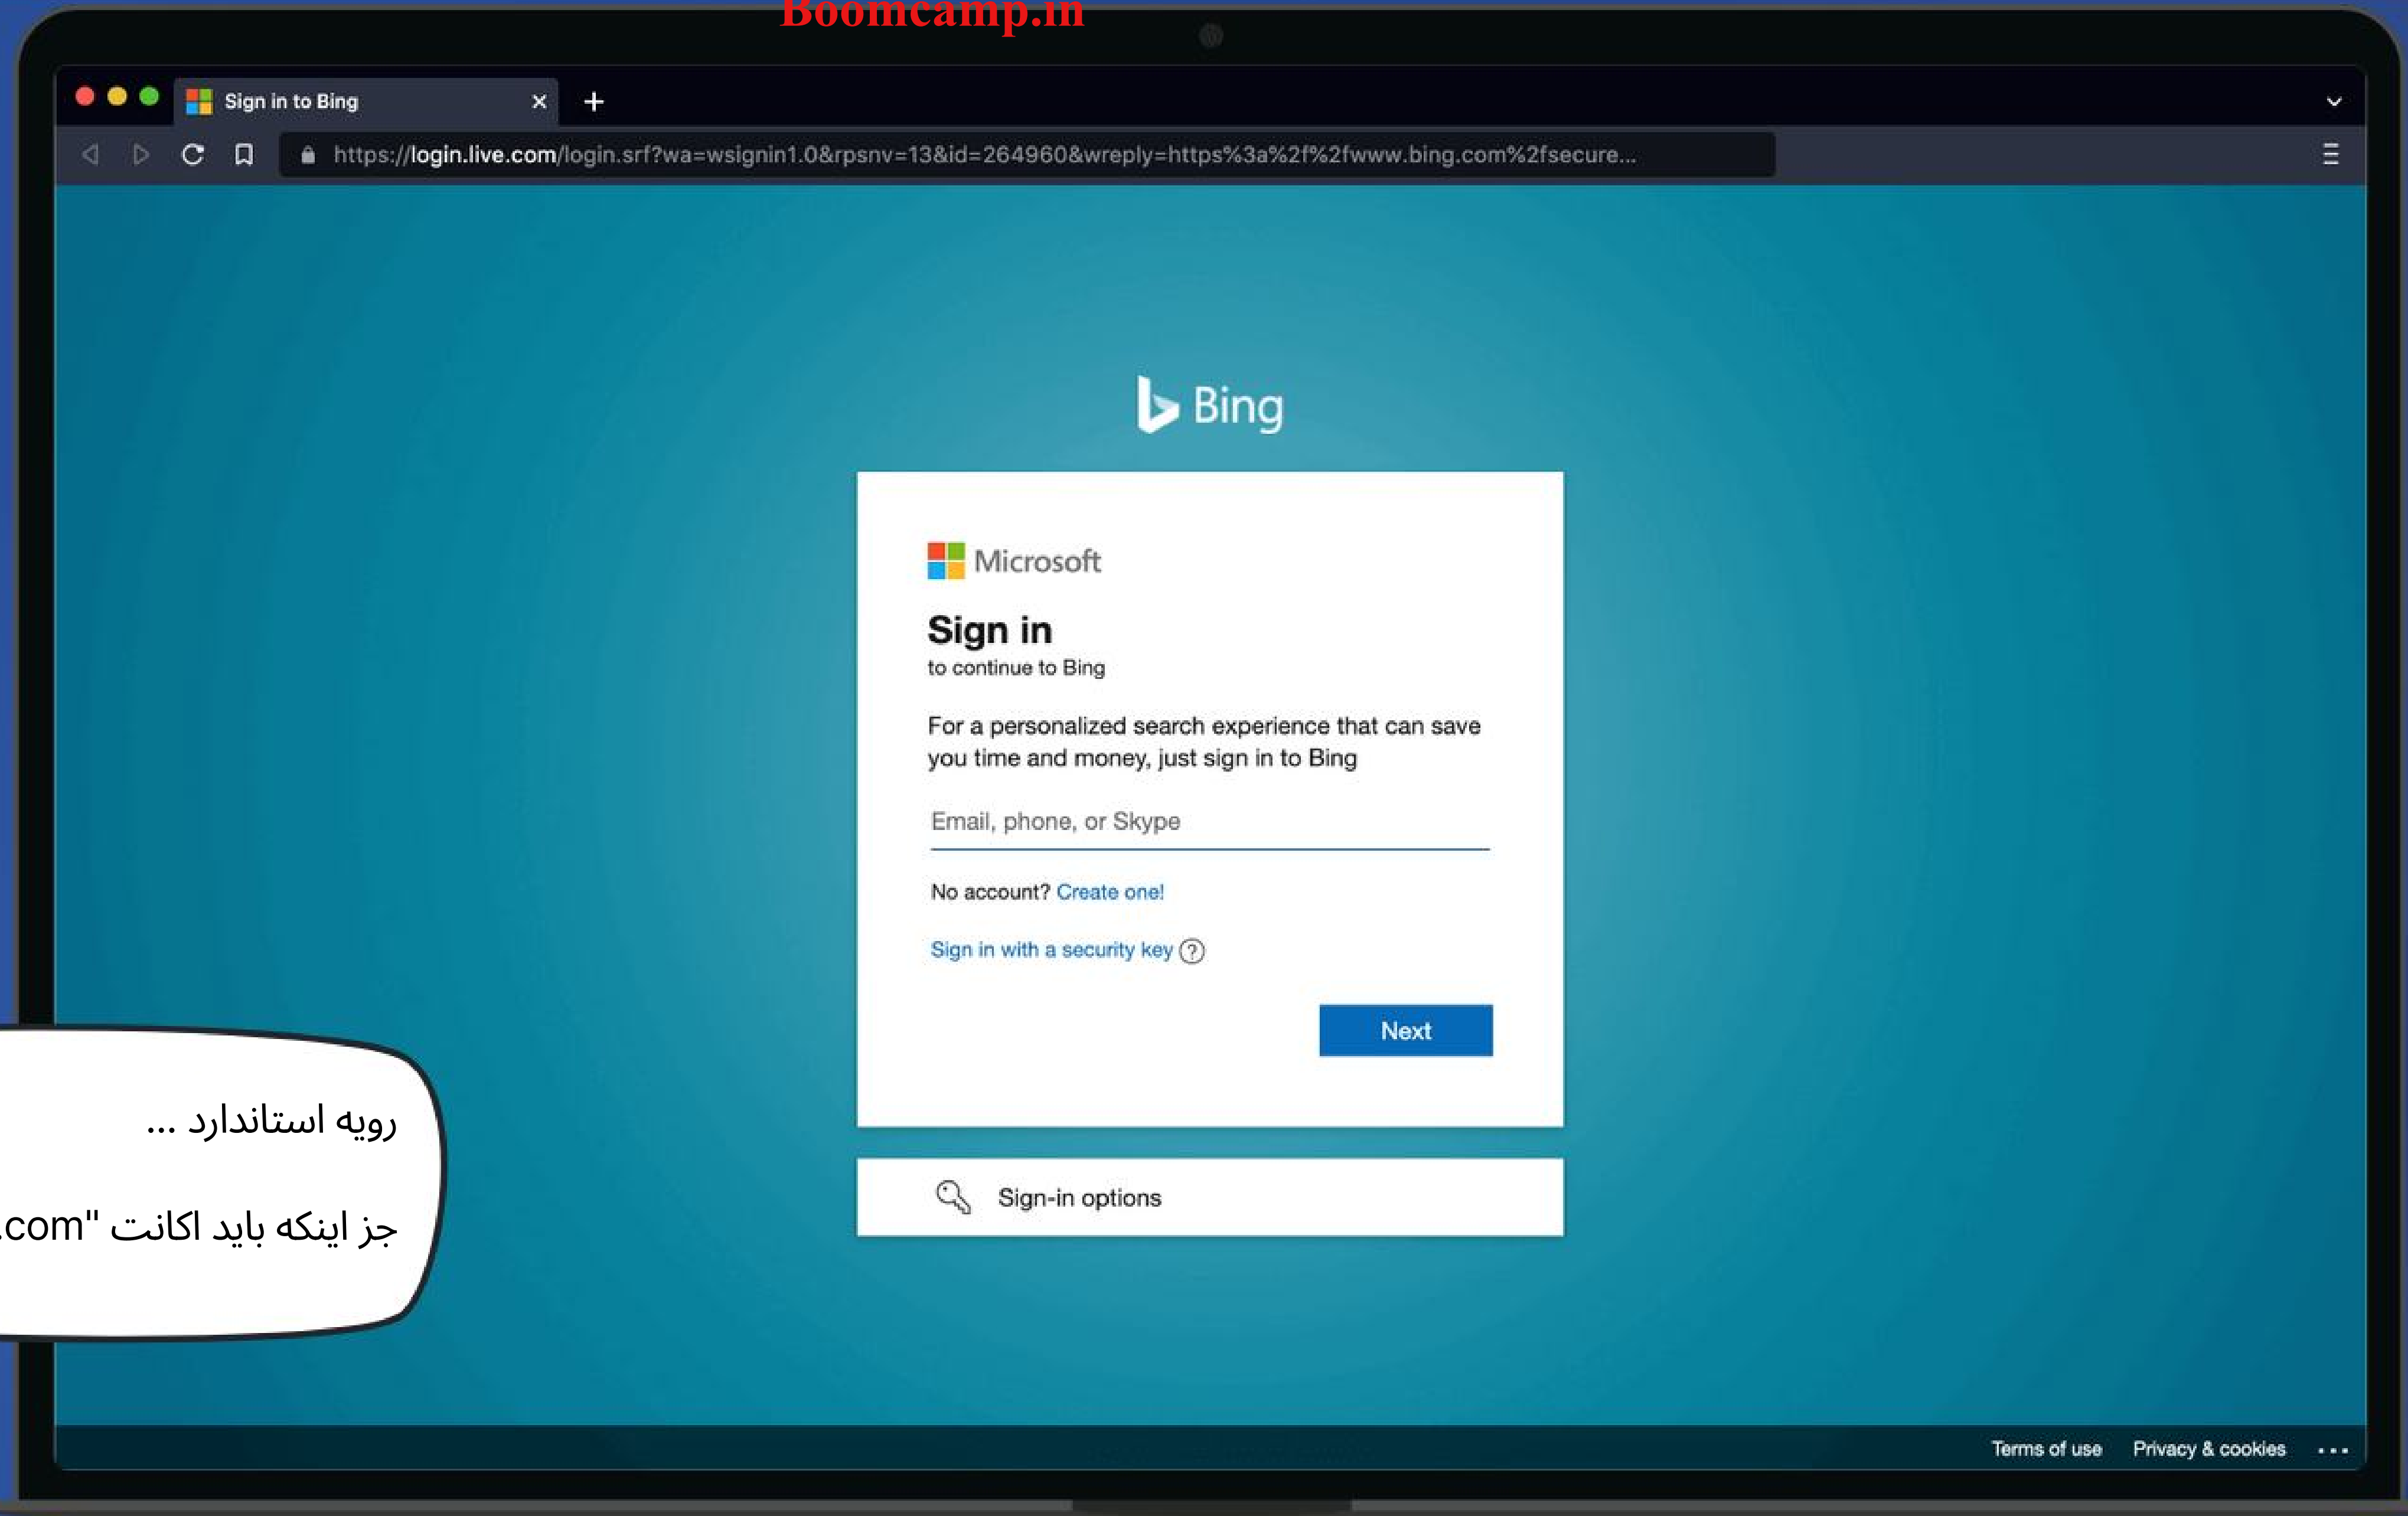 Boomcamp.in
Sign in to Bing
https://login.live.com/login.srf?wa=wsignin1.0&rpsnv=13&id=264960&wreply=https%3a%2f%2fwww.bing.com%2fsecure...
Bing
Microsoft
Sign in
to continue to Bing
For a personalized search experience that can save
you time and money, just sign in to Bing
Email, phone, or Skype
No account? Create one!
Sign in with a security key
Next
Sign-in options
رویه استاندارد ...
جز اینکه باید اکانت ".com
Terms of use Privacy & cookies ...